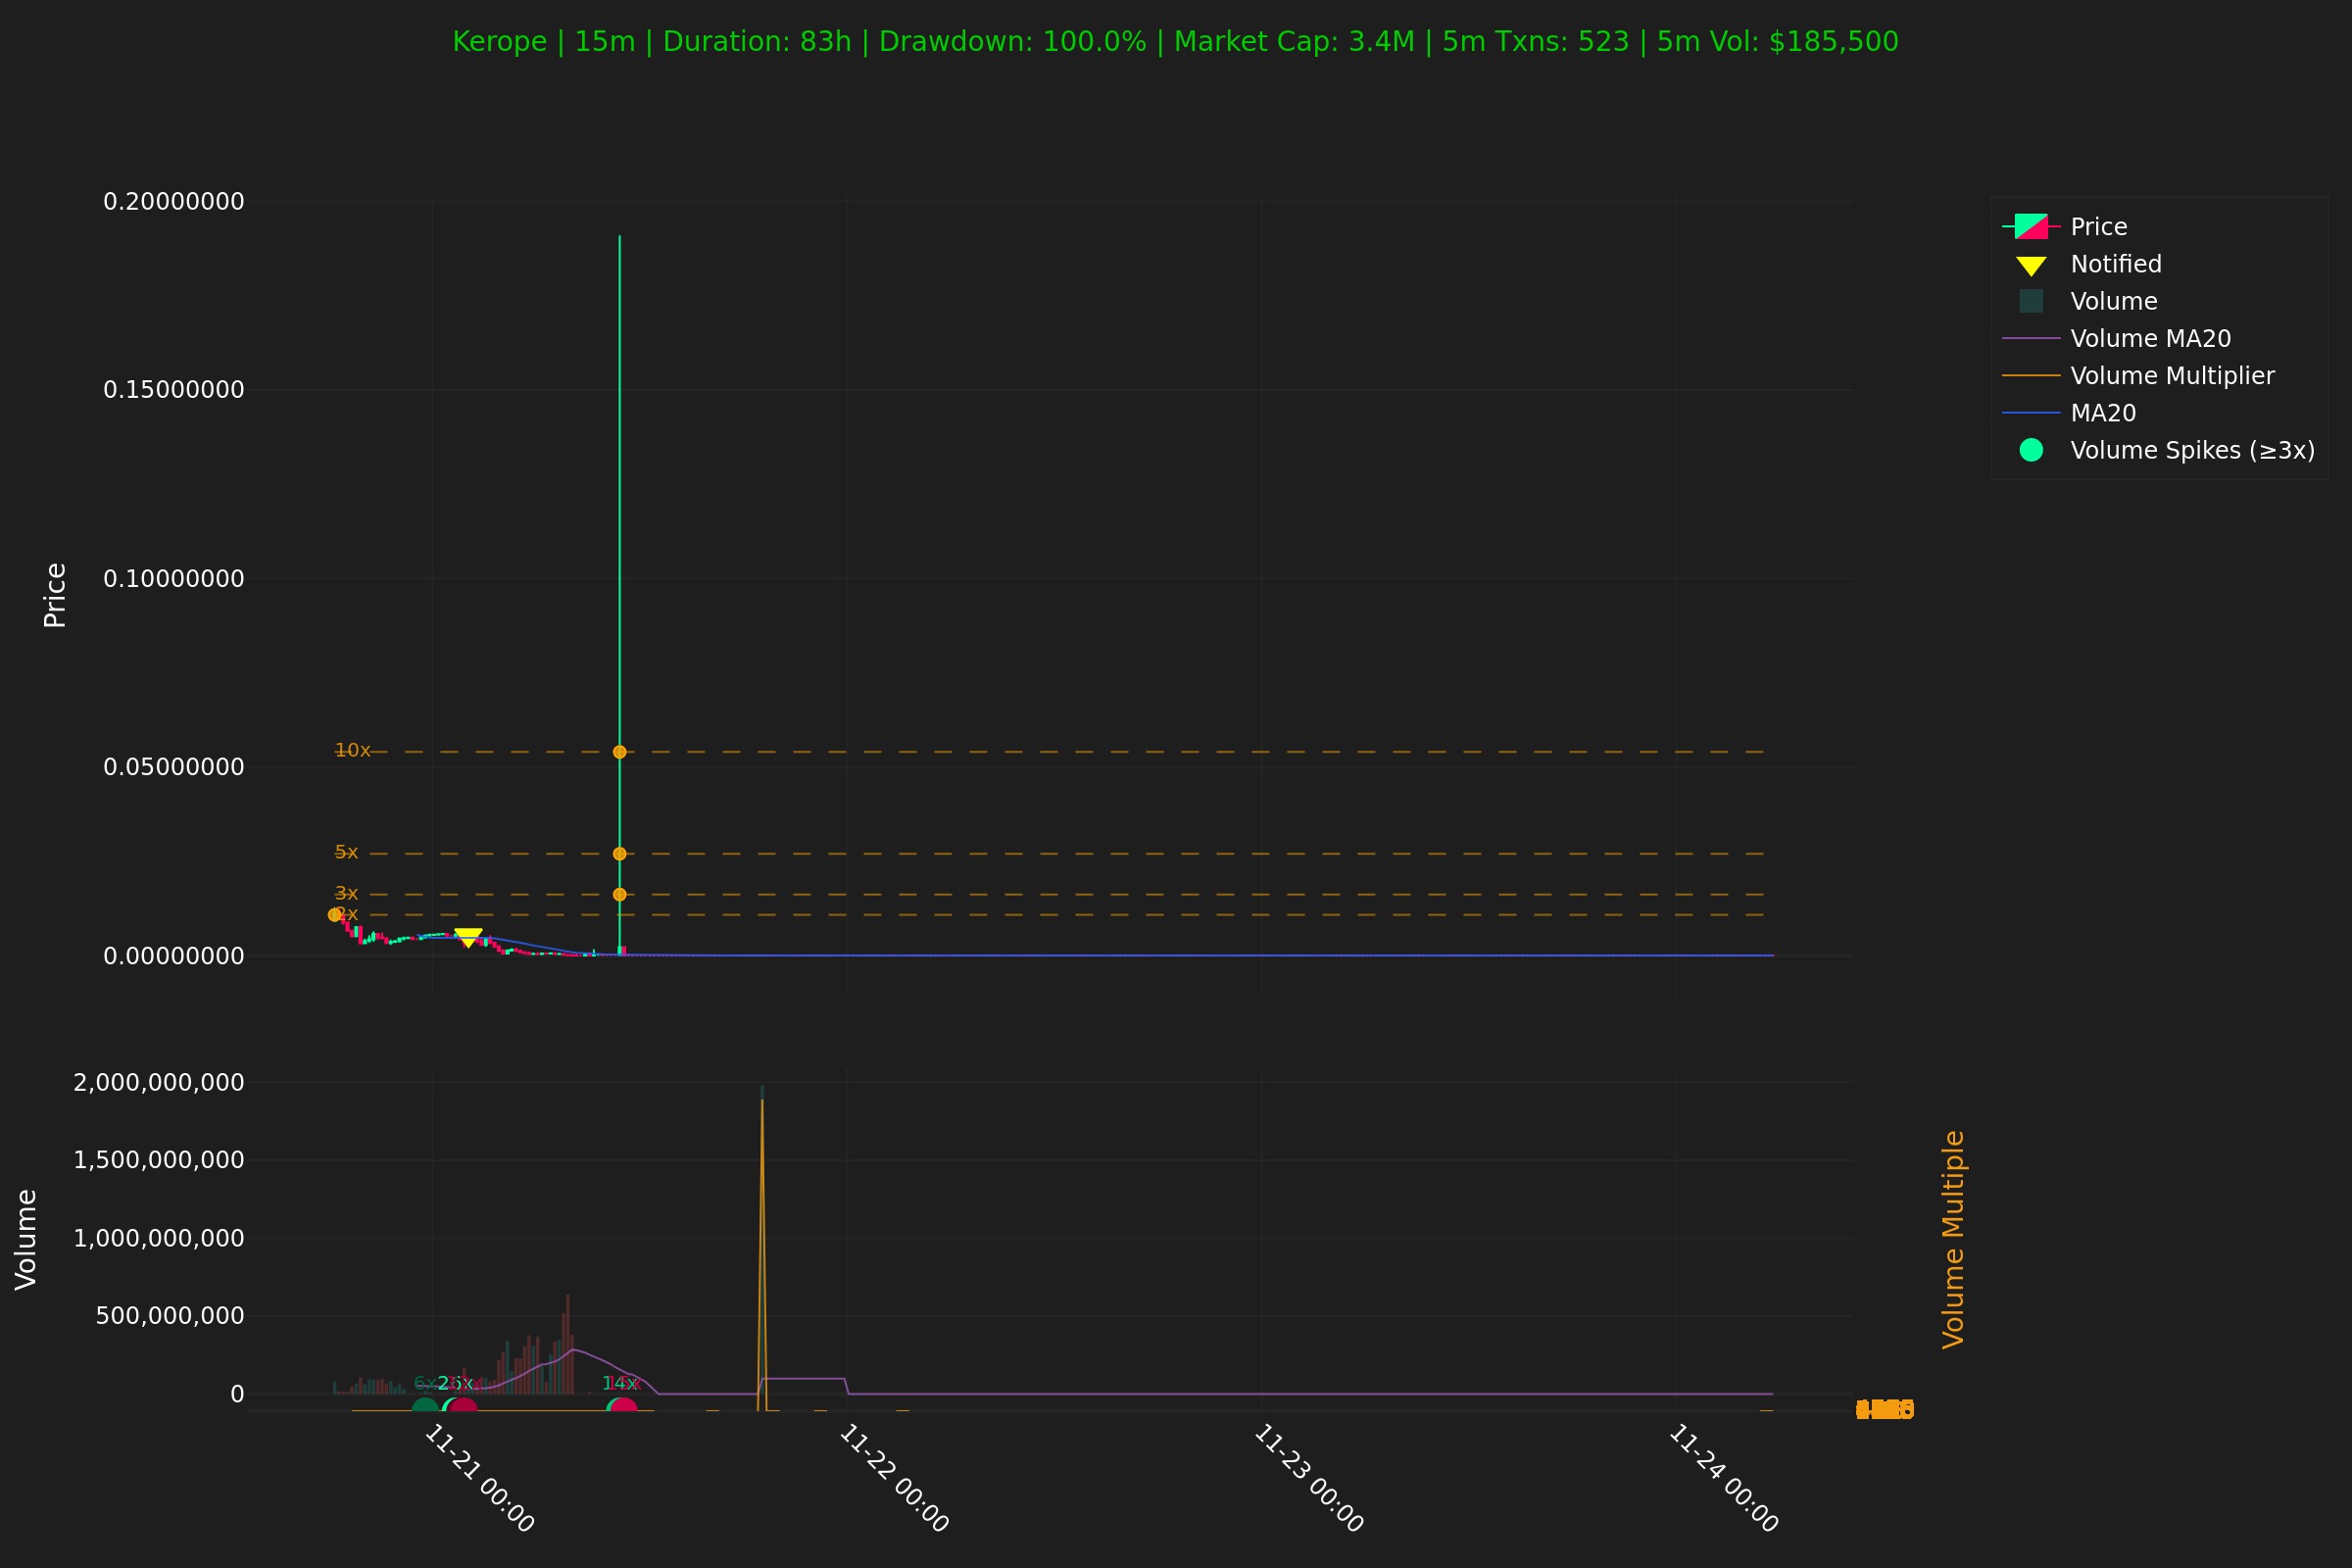 Kerope | 15m | Duration: 83h | Drawdown: 100.0% | Market Cap: 3.4M | 5m Txns: 523 | 5m Vol: $185,500
0.20000000
0.15000000
0.10000000
0.05000000
0.00000000
Price
10x
5x
3x
2x
Price
Notified
Volume
Volume MA20
Volume Multiplier
MA20
Volume Spikes (≥3x)
2,000,000,000
1,500,000,000
1,000,000,000
500,000,000
0
Volume
6x
26x
14x
Volume Multiple
11-21 00:00
11-22 00:00
11-23 00:00
11-24 00:00